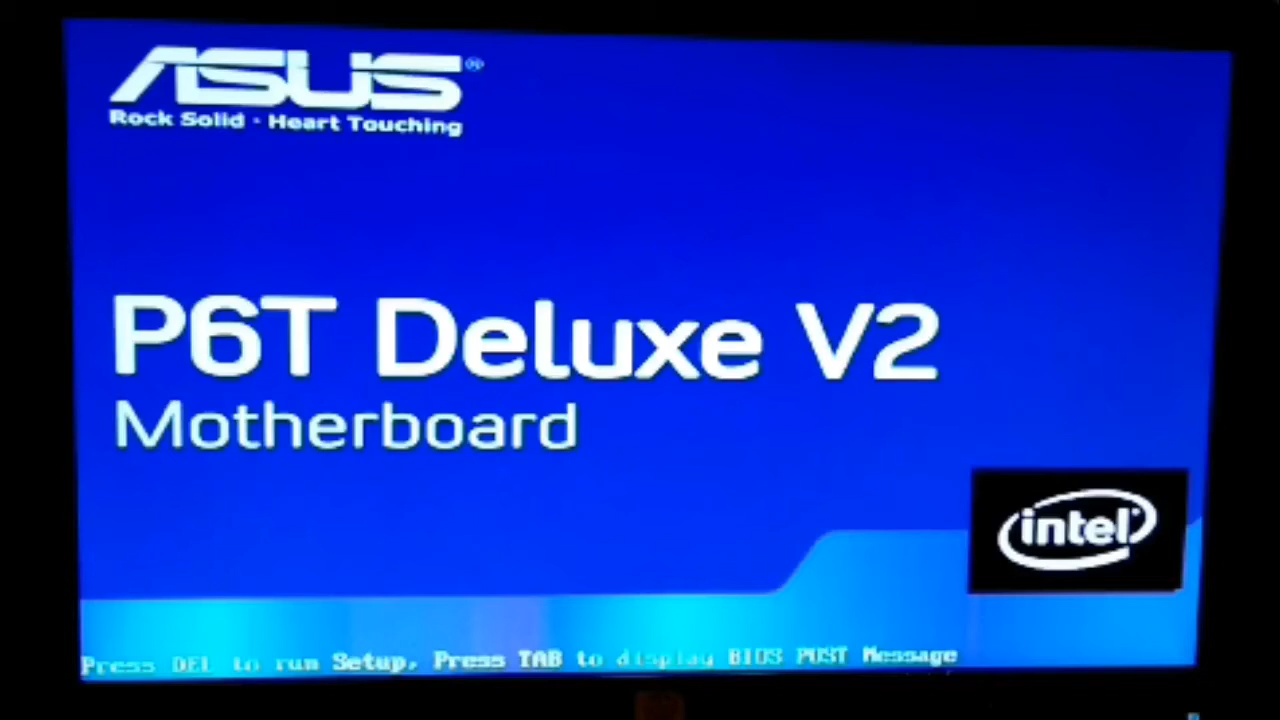 ASUS®
Rock Solid · Heart Touching
P6T Deluxe V2
Motherboard
intel®
Press DEL to run Setup, Press TAB to display BIOS POST Message